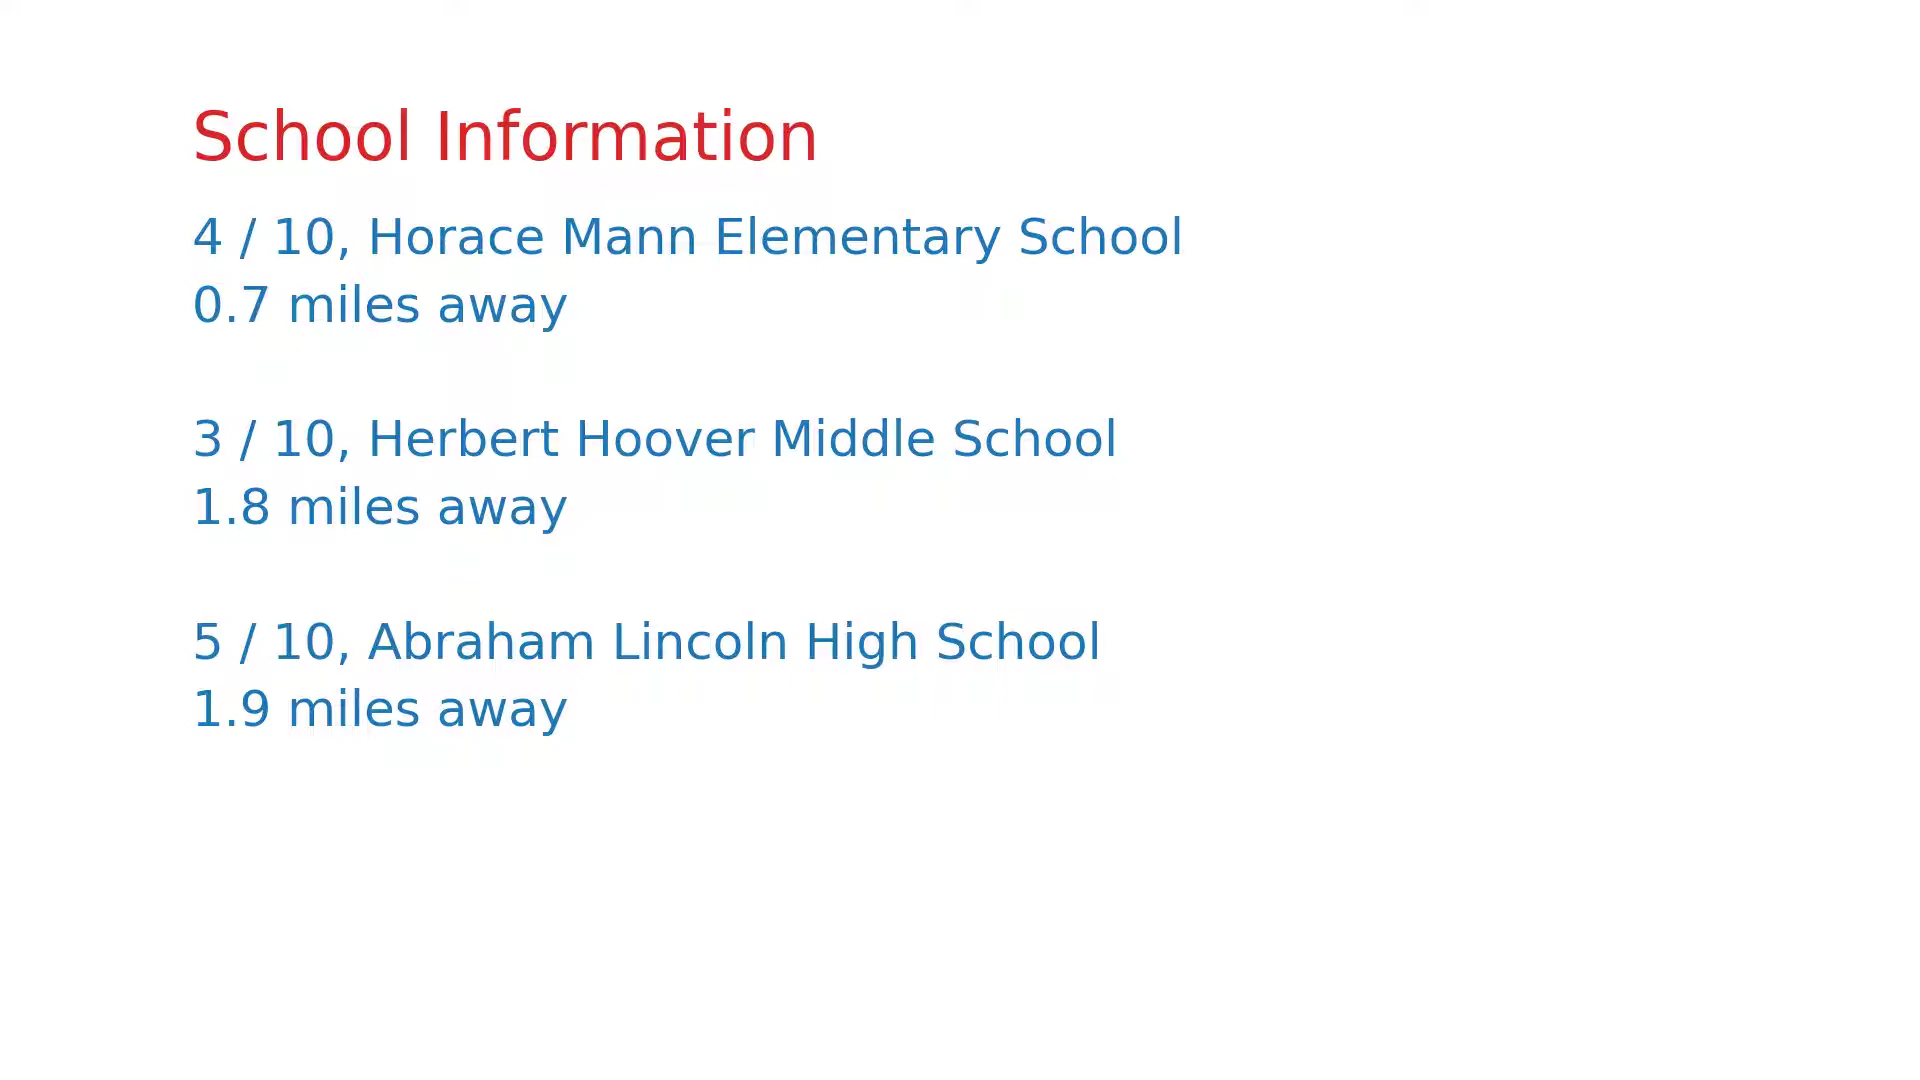 School Information
4 / 10, Horace Mann Elementary School
0.7 miles away
3 / 10, Herbert Hoover Middle School
1.8 miles away
5 / 10, Abraham Lincoln High School
1.9 miles away